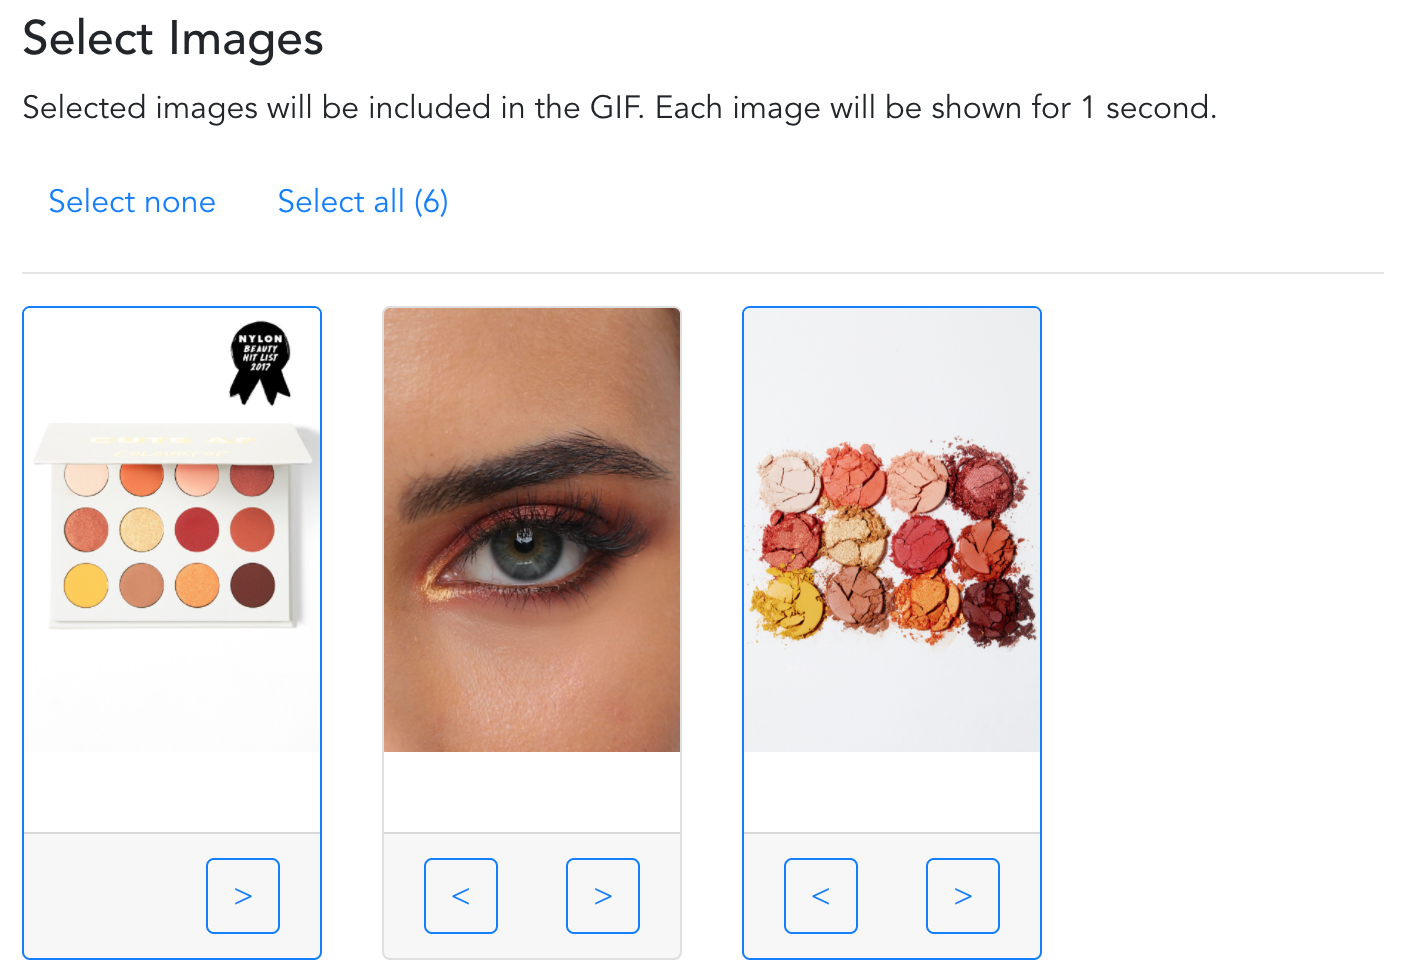 Select Images
Selected images will be included in the GIF. Each image will be shown for 1 second.
Select none
Select all (6)
NYLON
BEAUTY
HIT LIST
2017
CUTE AF
>
<
>
<
>